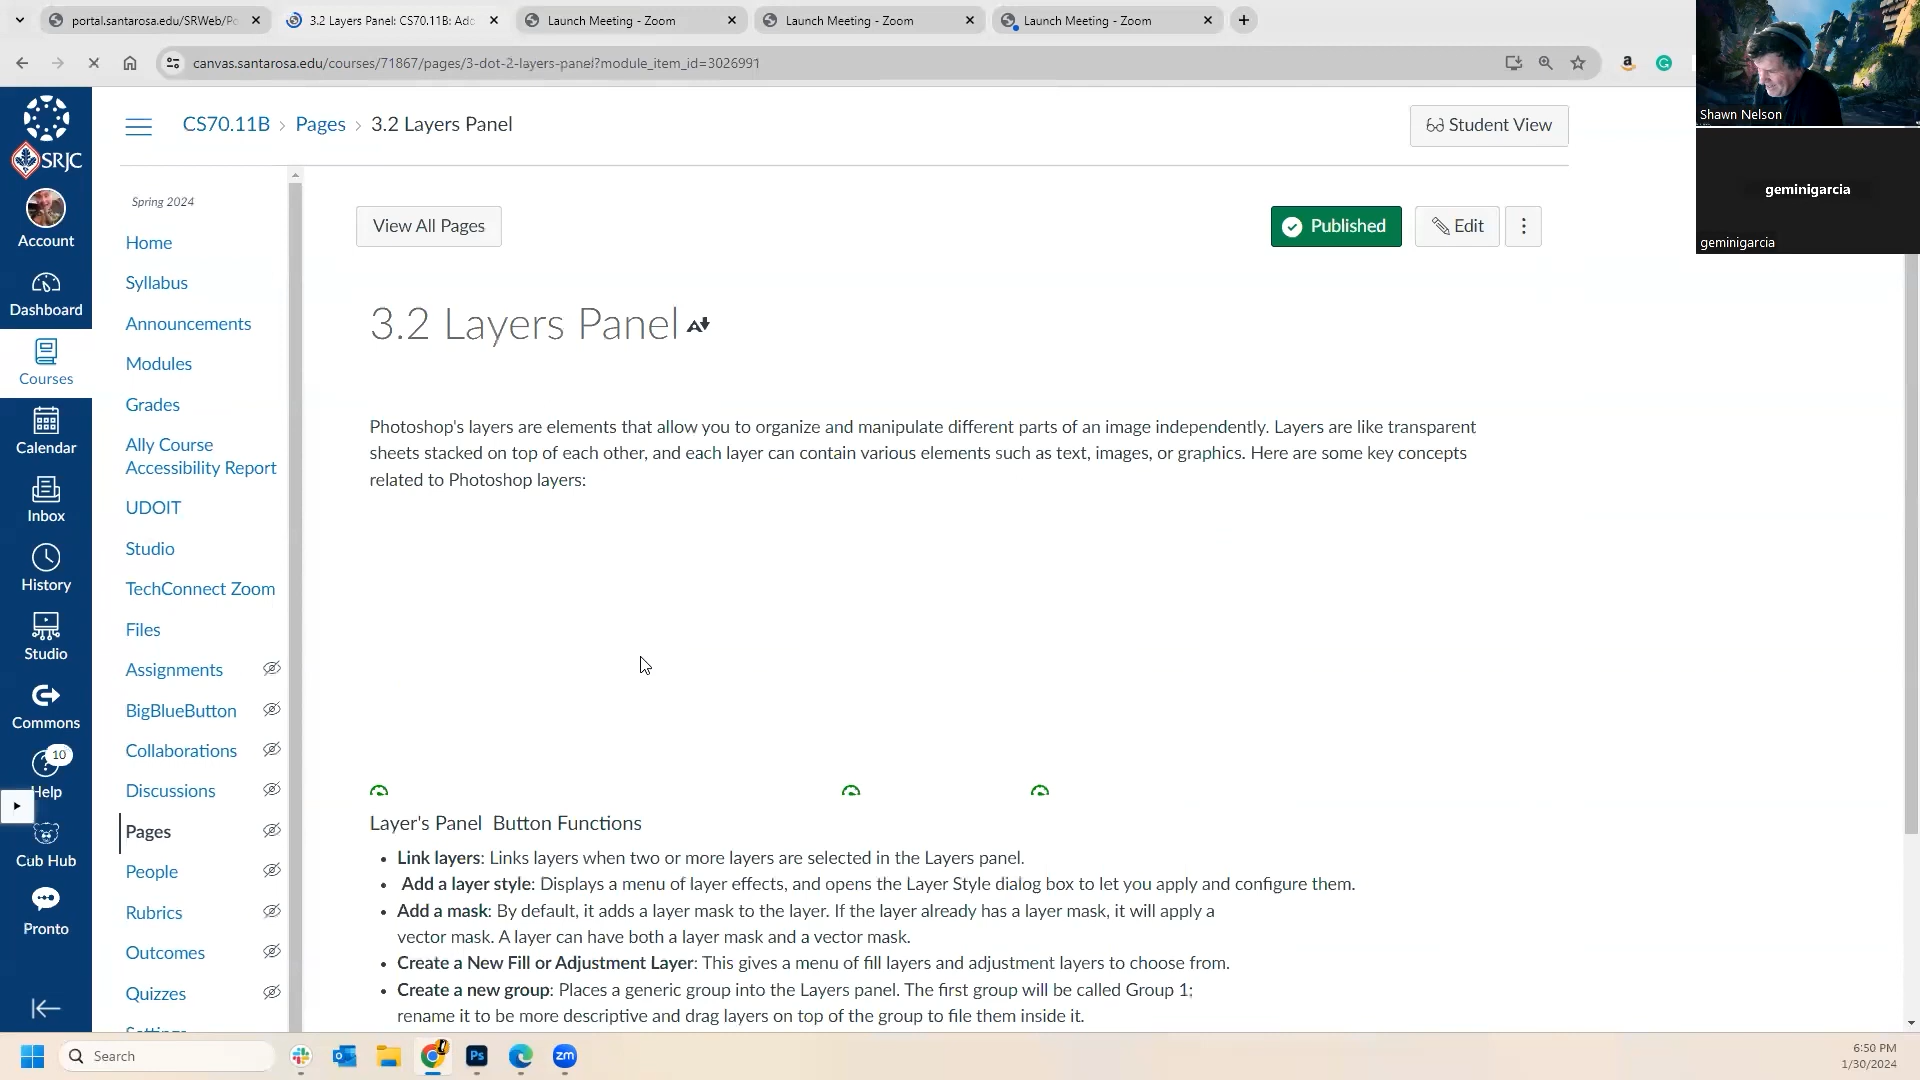 portal.santarosa.edu/SRWeb/Po
3.2 Layers Panel: CS70.11B: Ado
Launch Meeting - Zoom
Launch Meeting - Zoom
Launch Meeting - Zoom
canvas.santarosa.edu/courses/71867/pages/3-dot-2-layers-panel?module_item_id=3026991
Shawn Nelson
geminigarcia
geminigarcia
SRJC
Account
Dashboard
Courses
Calendar
Inbox
History
Studio
Commons
10
Help
Cub Hub
Pronto
CS70.11B › Pages › 3.2 Layers Panel
Student View
Spring 2024
Home
Syllabus
Announcements
Modules
Grades
Ally Course
Accessibility Report
UDOIT
Studio
TechConnect Zoom
Files
Assignments
BigBlueButton
Collaborations
Discussions
Pages
People
Rubrics
Outcomes
Quizzes
Settings
View All Pages
Published
Edit
3.2 Layers Panel
Photoshop's layers are elements that allow you to organize and manipulate different parts of an image independently. Layers are like transparent
sheets stacked on top of each other, and each layer can contain various elements such as text, images, or graphics. Here are some key concepts
related to Photoshop layers:
Layer's Panel  Button Functions
• Link layers: Links layers when two or more layers are selected in the Layers panel.
• Add a layer style: Displays a menu of layer effects, and opens the Layer Style dialog box to let you apply and configure them.
• Add a mask: By default, it adds a layer mask to the layer. If the layer already has a layer mask, it will apply a
vector mask. A layer can have both a layer mask and a vector mask.
• Create a New Fill or Adjustment Layer: This gives a menu of fill layers and adjustment layers to choose from.
• Create a new group: Places a generic group into the Layers panel. The first group will be called Group 1;
rename it to be more descriptive and drag layers on top of the group to file them inside it.
Search
Ps
zm
6:50 PM
1/30/2024